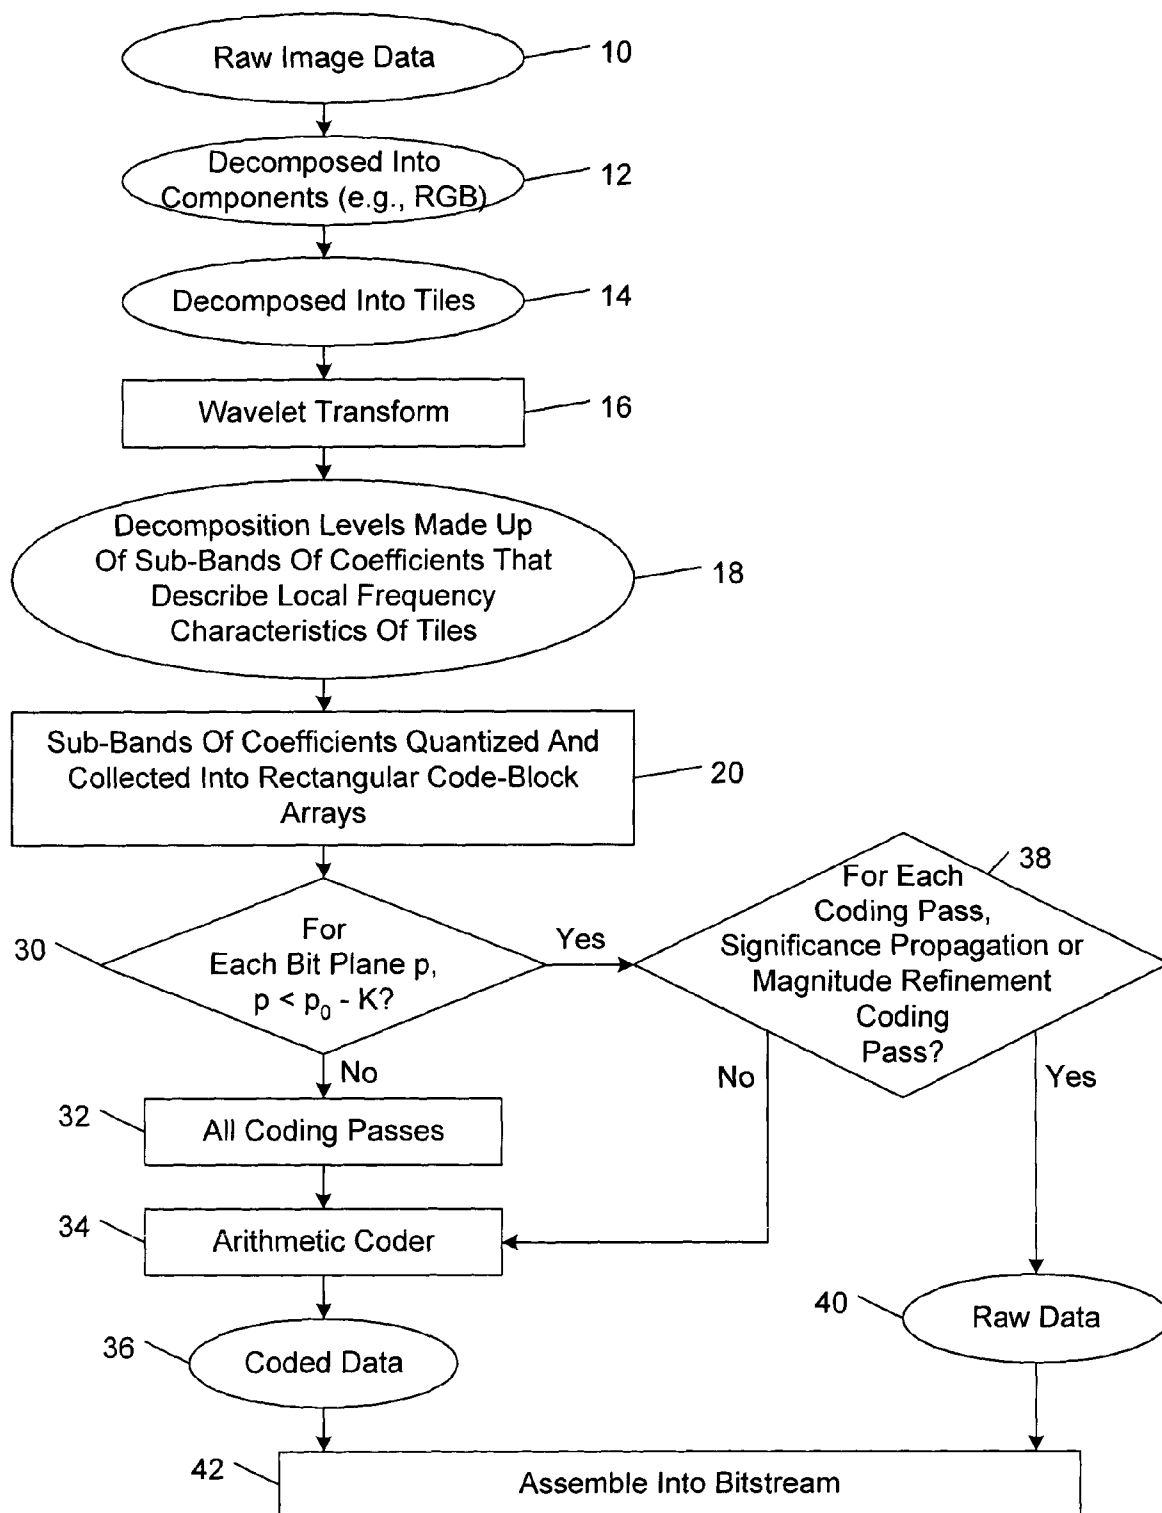 Raw Image Data
10
Decomposed Into
Components (e.g., RGB)
12
Decomposed Into Tiles
14
Wavelet Transform
16
Decomposition Levels Made Up
Of Sub-Bands Of Coefficients That
Describe Local Frequency
Characteristics Of Tiles
18
Sub-Bands Of Coefficients Quantized And
Collected Into Rectangular Code-Block
Arrays
20
For
Each Bit Plane p,
p < p₀ - K?
30
Yes
No
For Each
Coding Pass,
Significance Propagation or
Magnitude Refinement
Coding
Pass?
38
No
Yes
All Coding Passes
32
Arithmetic Coder
34
Coded Data
36
Raw Data
40
Assemble Into Bitstream
42